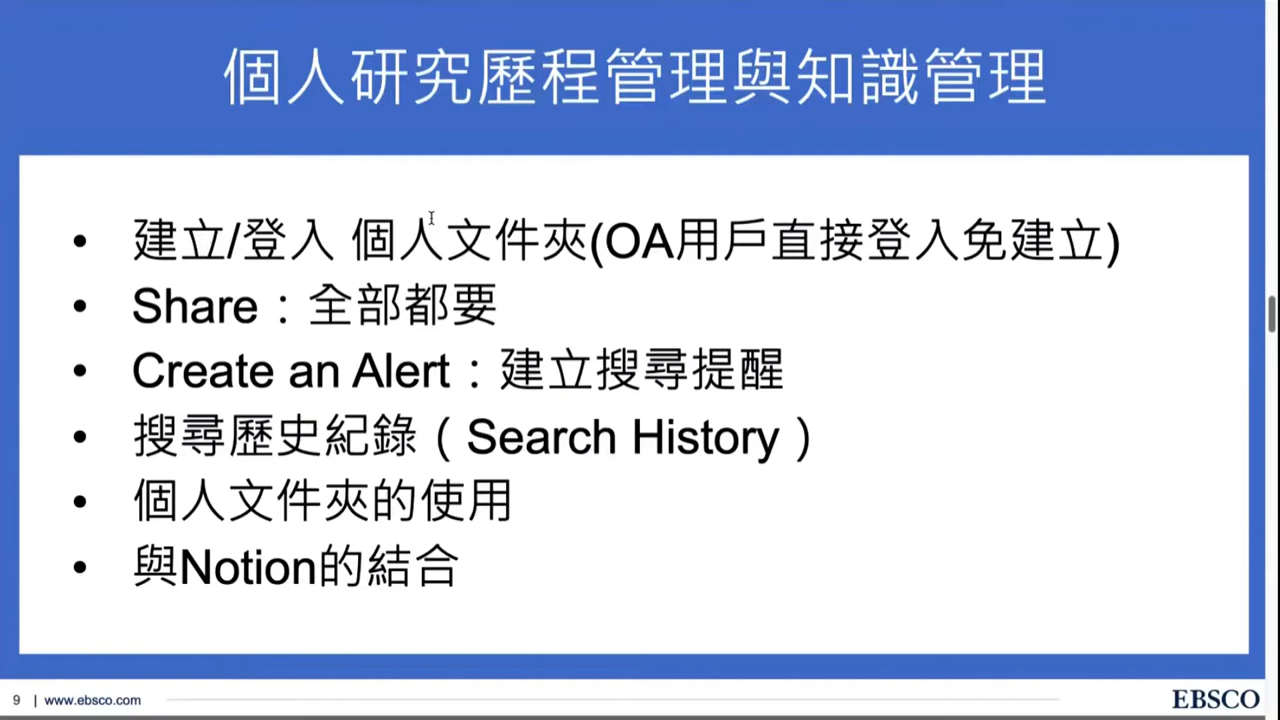 個人研究歷程管理與知識管理
• 建立/登入 個人文件夾(OA用戶直接登入免建立)
• Share：全部都要
• Create an Alert：建立搜尋提醒
• 搜尋歷史紀錄（Search History）
• 個人文件夾的使用
• 與Notion的結合
9 | www.ebsco.com
EBSCO